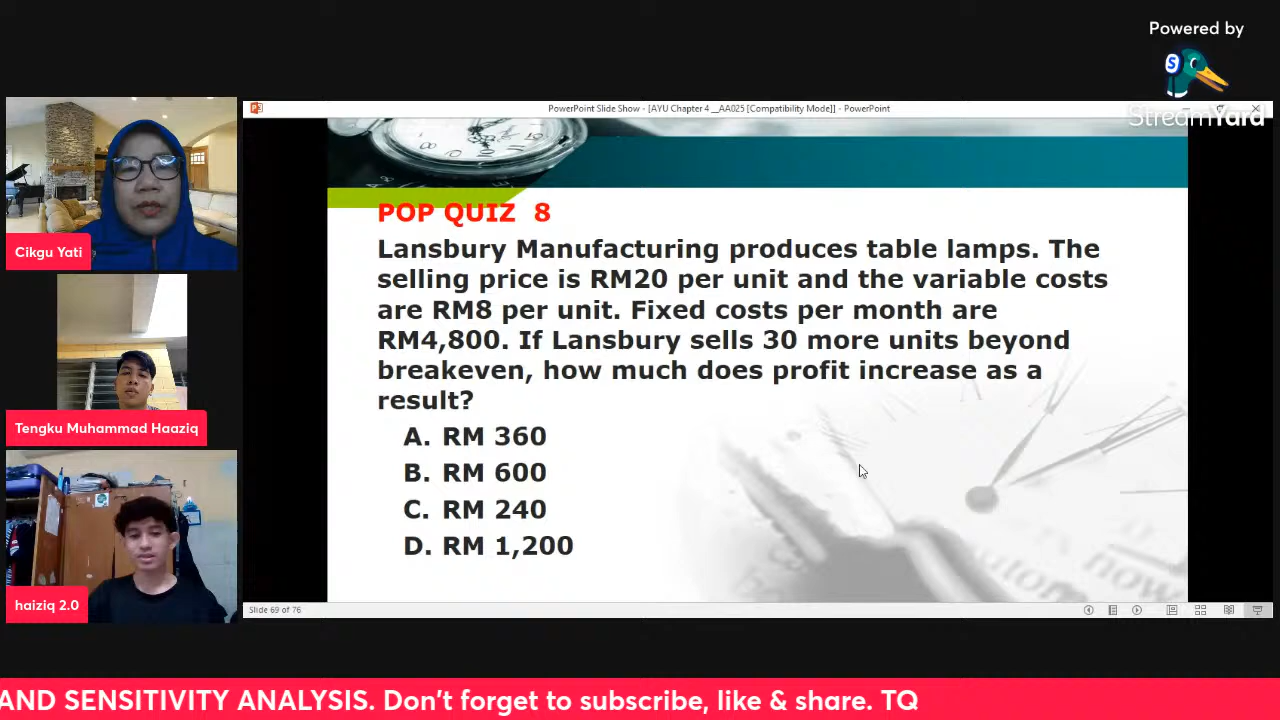 Powered by
S
StreamYard
PowerPoint Slide Show - [AYU Chapter 4 __AA025 [Compatibility Mode]] - PowerPoint
Cikgu Yati
Tengku Muhammad Haaziq
haiziq 2.0
POP QUIZ 8
Lansbury Manufacturing produces table lamps. The
selling price is RM20 per unit and the variable costs
are RM8 per unit. Fixed costs per month are
RM4,800. If Lansbury sells 30 more units beyond
breakeven, how much does profit increase as a
result?
A. RM 360
B. RM 600
C. RM 240
D. RM 1,200
Slide 69 of 76
AND SENSITIVITY ANALYSIS. Don't forget to subscribe, like & share. TQ